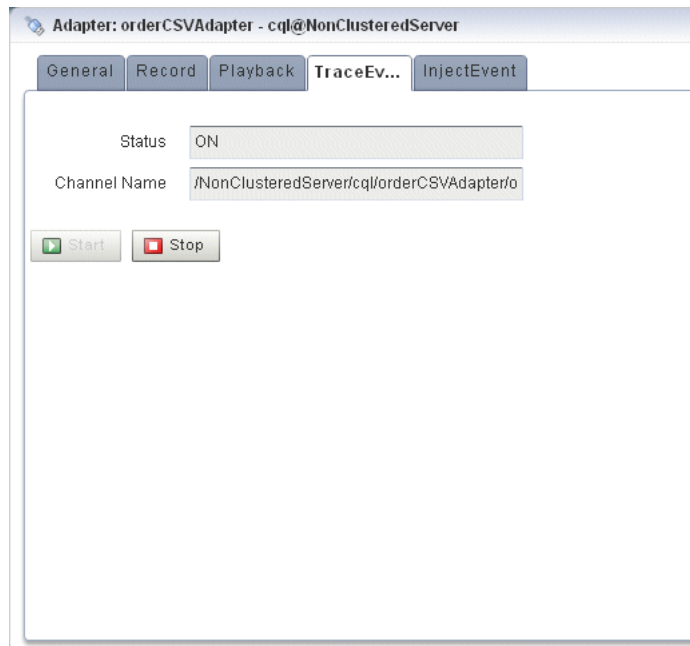 Adapter: orderCSVAdapter - cql@NonClusteredServer
General Record Playback TraceEv... InjectEvent
Status ON
Channel Name /NonClusteredServer/cql/orderCSVAdapter/o
Start Stop